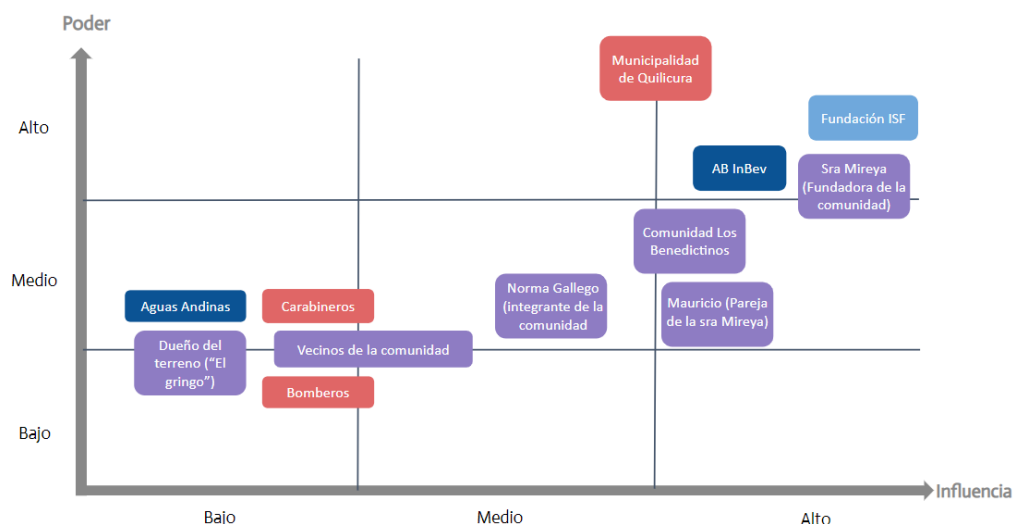 Poder
Municipalidad
de Quilicura
Alto
Fundación ISF
AB InBev
Sra Mireya
(Fundadora de la
comunidad)
Comunidad Los
Benedictinos
Medio
Norma Gallego
(integrante de la
comunidad
Mauricio (Pareja
de la sra Mireya)
Aguas Andinas
Carabineros
Dueño del
terreno (“El
gringo”)
Vecinos de la comunidad
Bomberos
Bajo
Influencia
Bajo
Medio
Alto